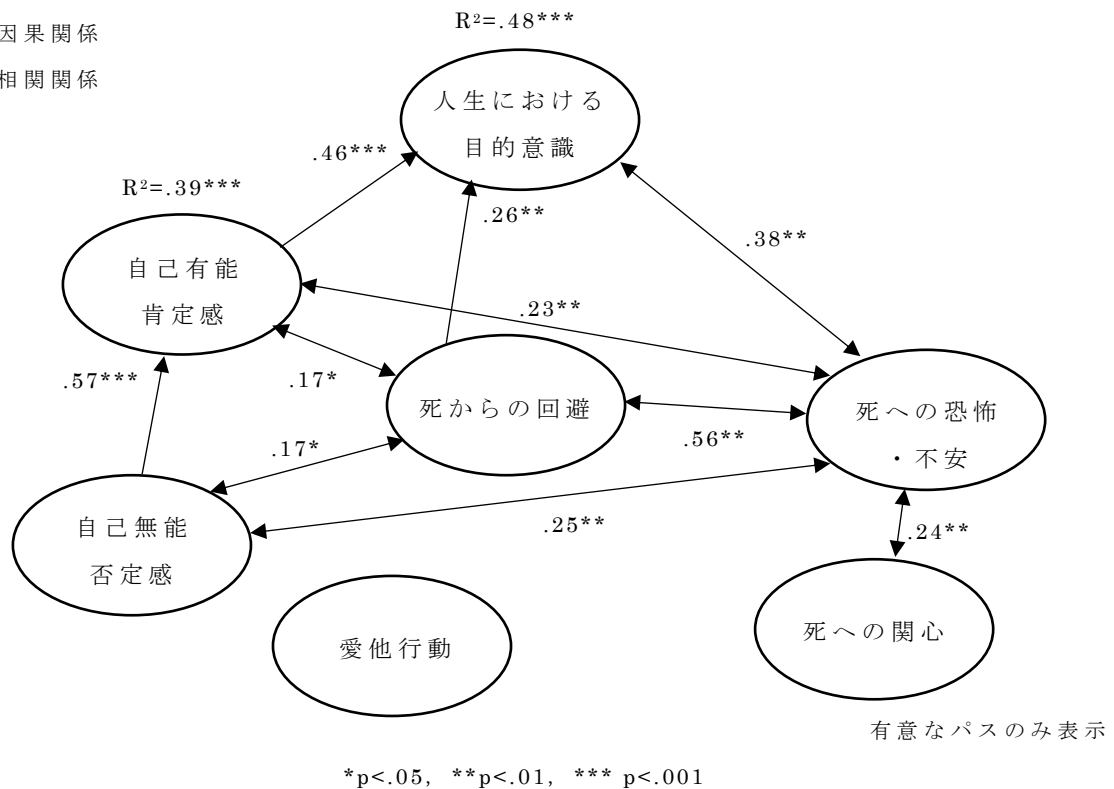 因果関係
相関関係
R²=.48***
人生における
目的意識
.46***
.26**
R²=.39***
自己有能
肯定感
.38**
.23**
.57***
.17*
死からの回避
死への恐怖
・不安
.56**
.17*
自己無能
否定感
.25**
.24**
愛他行動
死への関心
有意なパスのみ表示
*p<.05, **p<.01, *** p<.001